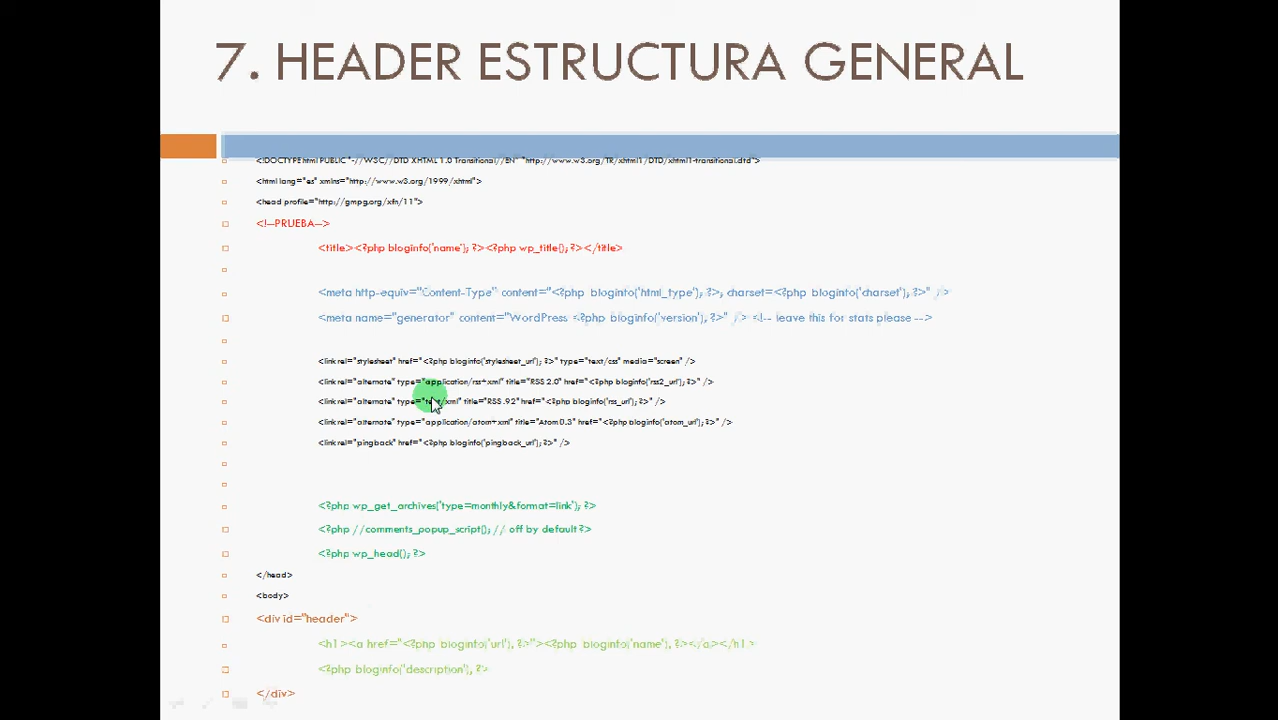 7. HEADER ESTRUCTURA GENERAL
<!DOCTYPE html PUBLIC "-//WSC//DTD XHTML 1.0 Transitional//EN" "http://www.w3.org/TR/xhtml1/DTD/xhtml1-transitional.dtd">
<html lang="es" xmlns="http://www.w3.org/1999/xhtml">
<head profile="http://gmpg.org/xfn/11">
<!--PRUEBA-->
<title><?php bloginfo('name'); ?><?php wp_title(); ?></title>
<meta http-equiv="Content-Type" content="<?php bloginfo('html_type'); ?>; charset=<?php bloginfo('charset'); ?>" />
<meta name="generator" content="WordPress <?php bloginfo('version'); ?>" /> <!-- leave this for stats please -->
<link rel="stylesheet" href="<?php bloginfo('stylesheet_url'); ?>" type="text/css" media="screen" />
<link rel="alternate" type="application/rss+xml" title="RSS 2.0" href="<?php bloginfo('rss2_url'); ?>" />
<link rel="alternate" type="text/xml" title="RSS .92" href="<?php bloginfo('rss_url'); ?>" />
<link rel="alternate" type="application/atom+xml" title="Atom 0.3" href="<?php bloginfo('atom_url'); ?>" />
<link rel="pingback" href="<?php bloginfo('pingback_url'); ?>" />
<?php wp_get_archives('type=monthly&format=link'); ?>
<?php //comments_popup_script(); // off by default ?>
<?php wp_head(); ?>
</head>
<body>
<div id="header">
<h1><a href="<?php bloginfo('url'); ?>"><?php bloginfo('name'); ?></a></h1>
<?php bloginfo('description'); ?>
</div>